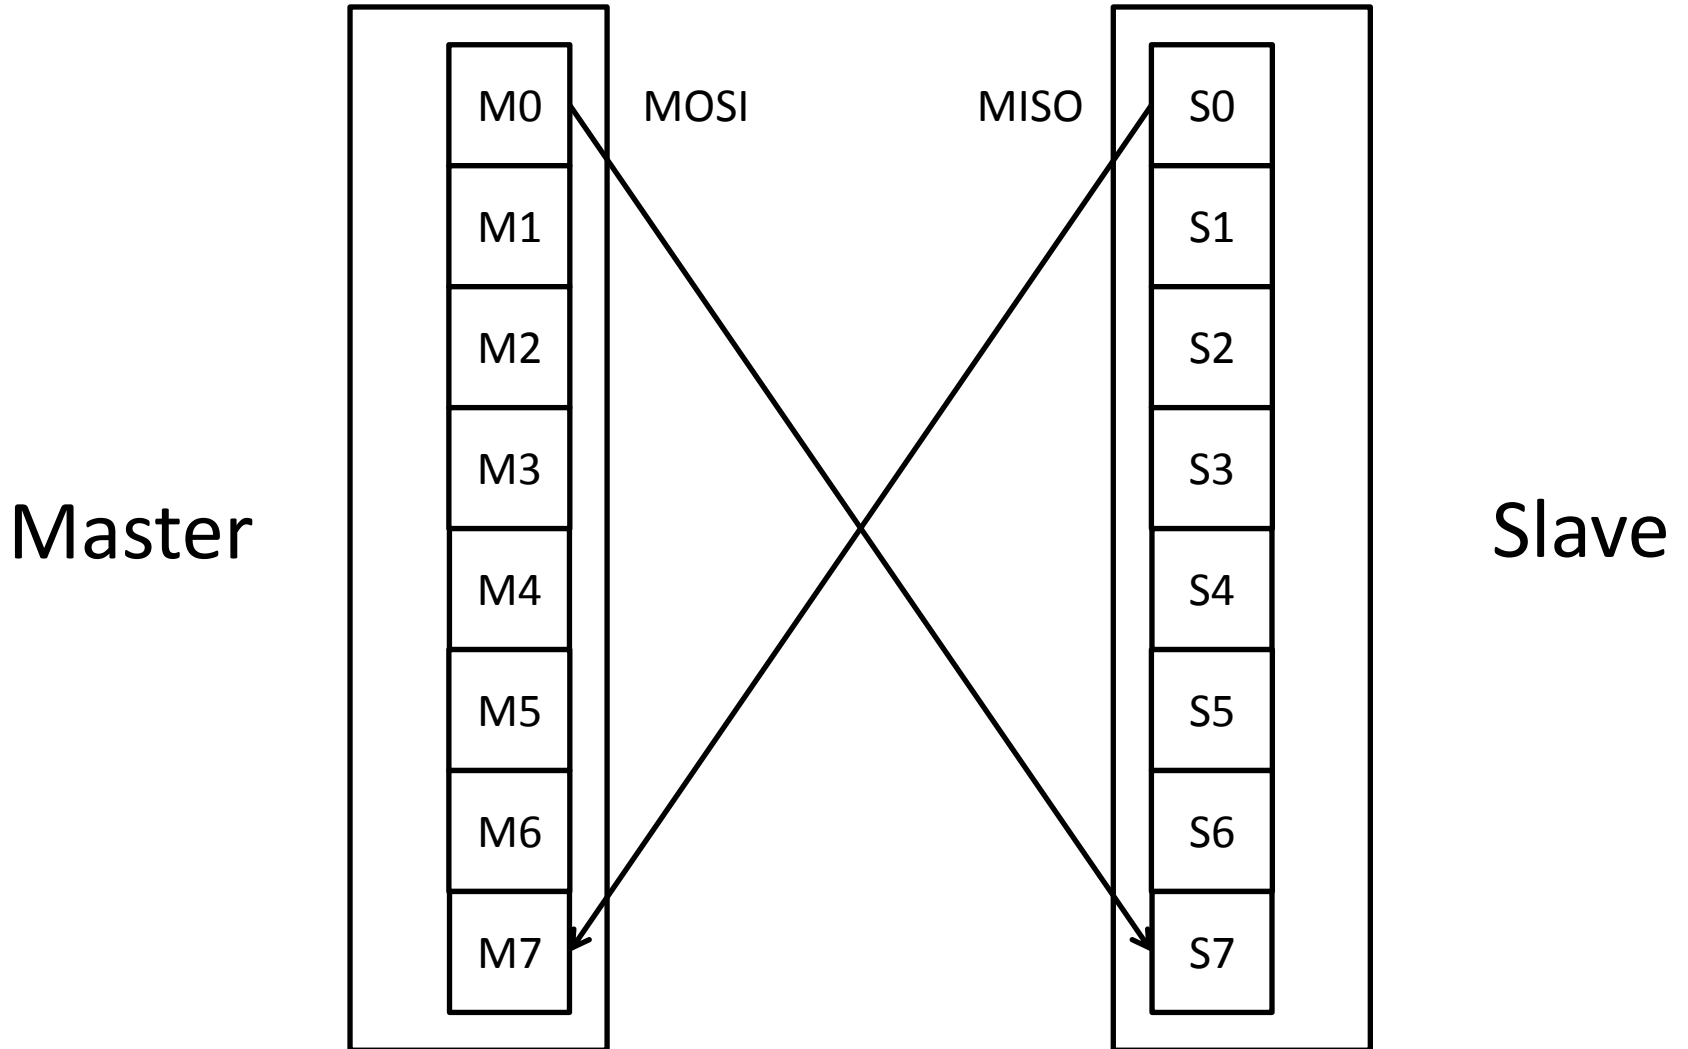 M0 MOSI MISO S0
M1 S1
M2 S2
M3 S3
Master Slave
M4 S4
M5 S5
M6 S6
M7 S7